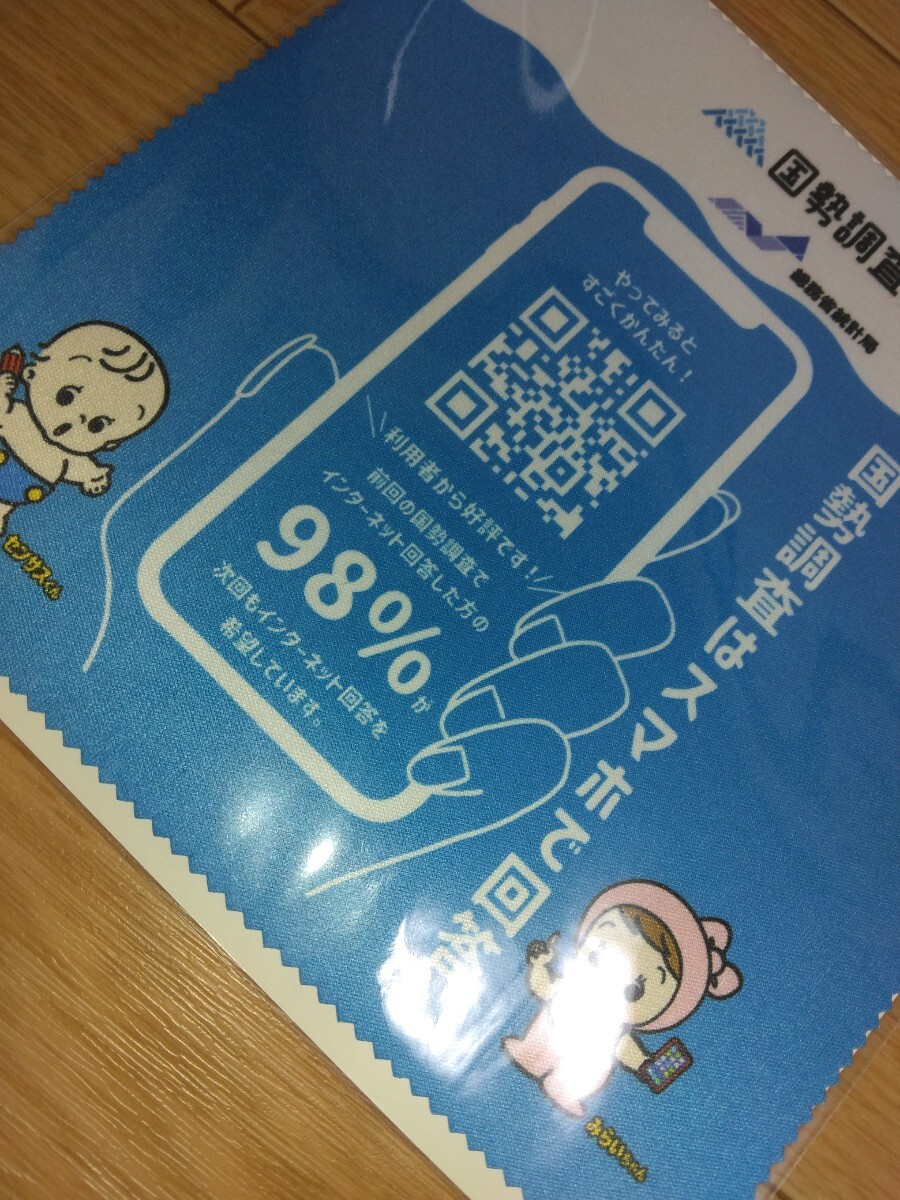 国勢調査
総務省統計局
国勢調査はスマホで回答
やってみると
すごくかんたん！
利用者から好評です！
前回の国勢調査で
インターネット回答した方の
98%が
次回もインターネット回答を
希望しています。
センサスくん
みらいちゃん